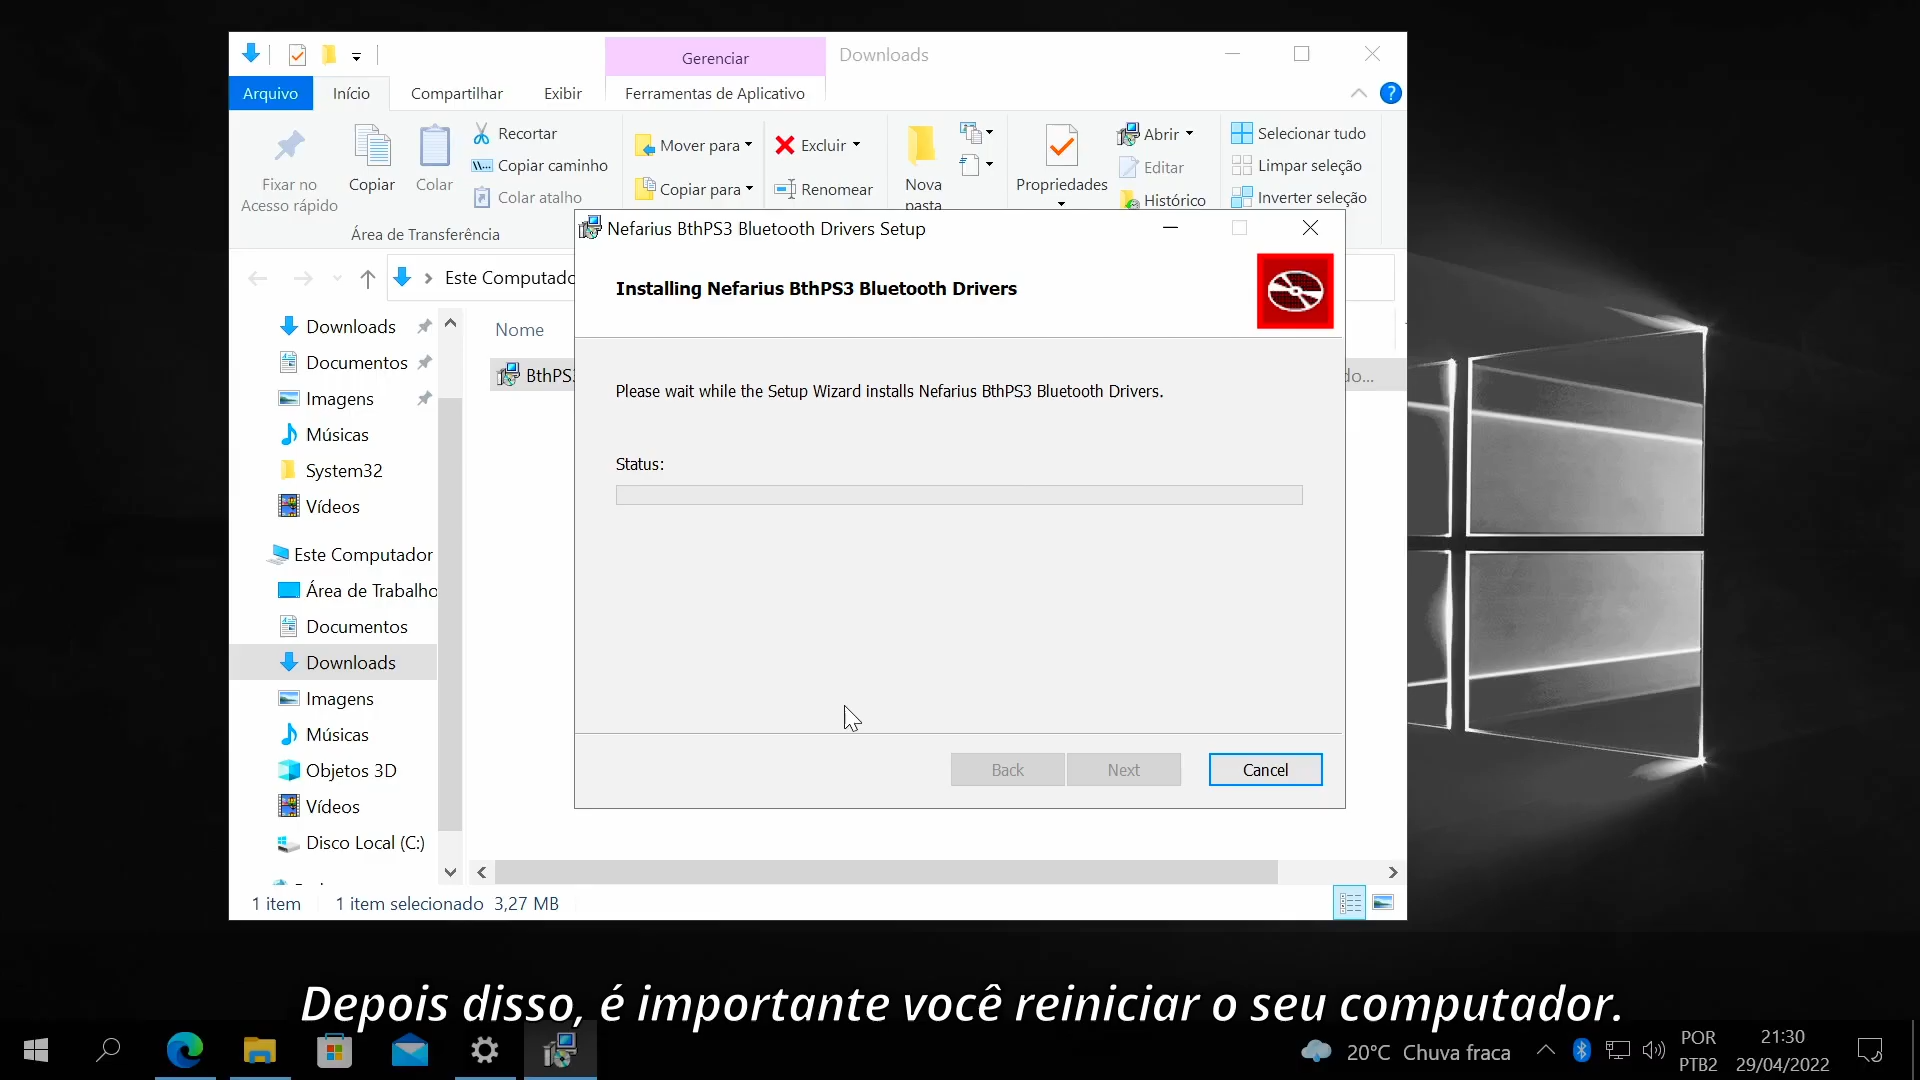 Gerenciar
Downloads
Arquivo
Início
Compartilhar
Exibir
Ferramentas de Aplicativo
?
Fixar no
Acesso rápido
Copiar
Colar
Recortar
Copiar caminho
Colar atalho
Área de Transferência
Mover para
Copiar para
Excluir
Renomear
Nova
pasta
Propriedades
Abrir
Editar
Histórico
Selecionar tudo
Limpar seleção
Inverter seleção
Este Computado
Nome
BthPS3
do...
Downloads
Documentos
Imagens
Músicas
System32
Vídeos
Este Computador
Área de Trabalho
Documentos
Downloads
Imagens
Músicas
Objetos 3D
Vídeos
Disco Local (C:)
1 item
1 item selecionado 3,27 MB
Nefarius BthPS3 Bluetooth Drivers Setup
Installing Nefarius BthPS3 Bluetooth Drivers
Please wait while the Setup Wizard installs Nefarius BthPS3 Bluetooth Drivers.
Status:
Back
Next
Cancel
Depois disso, é importante você reiniciar o seu computador.
20°C Chuva fraca
POR
PTB2
21:30
29/04/2022